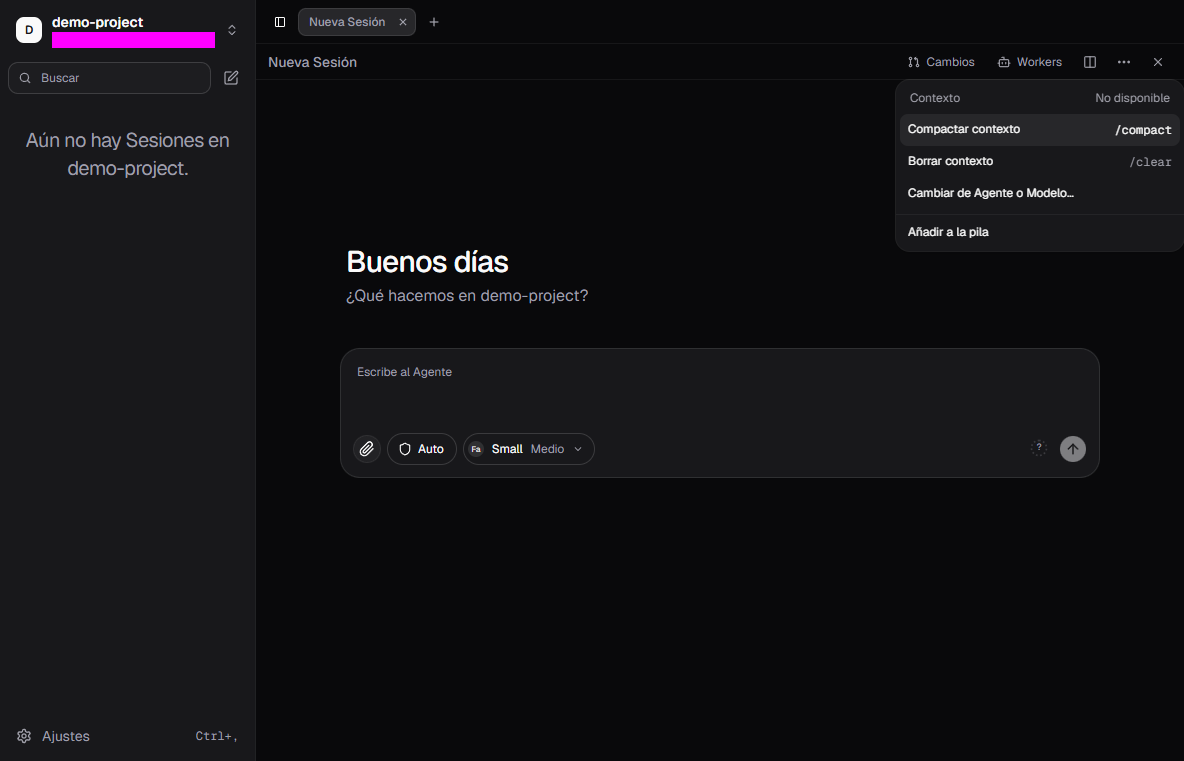 D
demo-project
Buscar
Aún no hay Sesiones en
demo-project.
Ajustes
Ctrl+,
Nueva Sesión
Nueva Sesión
Cambios
Workers
Contexto
No disponible
Compactar contexto
/compact
Borrar contexto
/clear
Cambiar de Agente o Modelo...
Añadir a la pila
Buenos días
¿Qué hacemos en demo-project?
Escribe al Agente
Auto
Fa
Small
Medio
?